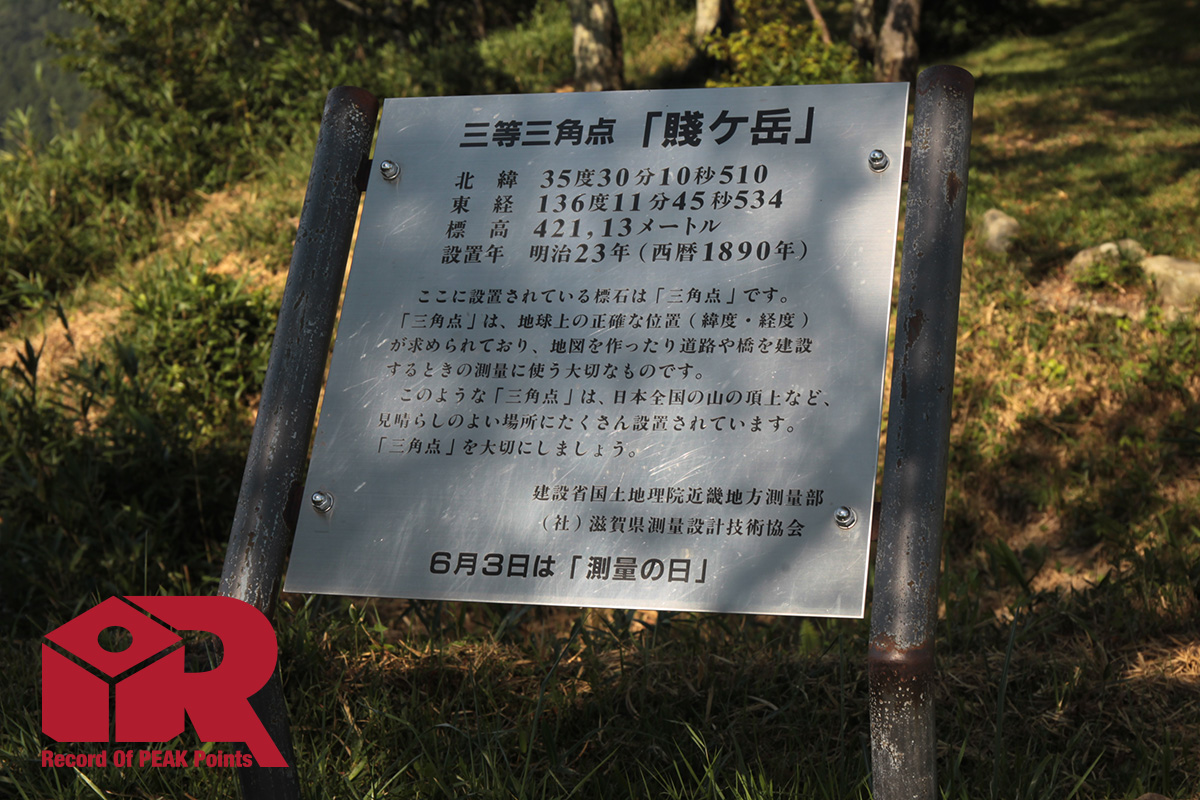 三等三角点「賤ケ岳」
北 緯 35度30分10秒510
東 経 136度11分45秒534
標 高 421,13メートル
設置年 明治23年(西暦1890年)
ここに設置されている標石は「三角点」です。
「三角点」は、地球上の正確な位置(緯度・経度)
が求められており、地図を作ったり道路や橋を建設
するときの測量に使う大切なものです。
このような「三角点」は、日本全国の山の頂上など、
見晴らしのよい場所にたくさん設置されています。
「三角点」を大切にしましょう。
建設省国土地理院近畿地方測量部
(社)滋賀県測量設計技術協会
6月3日は「測量の日」
iR
Record Of PEAK Points